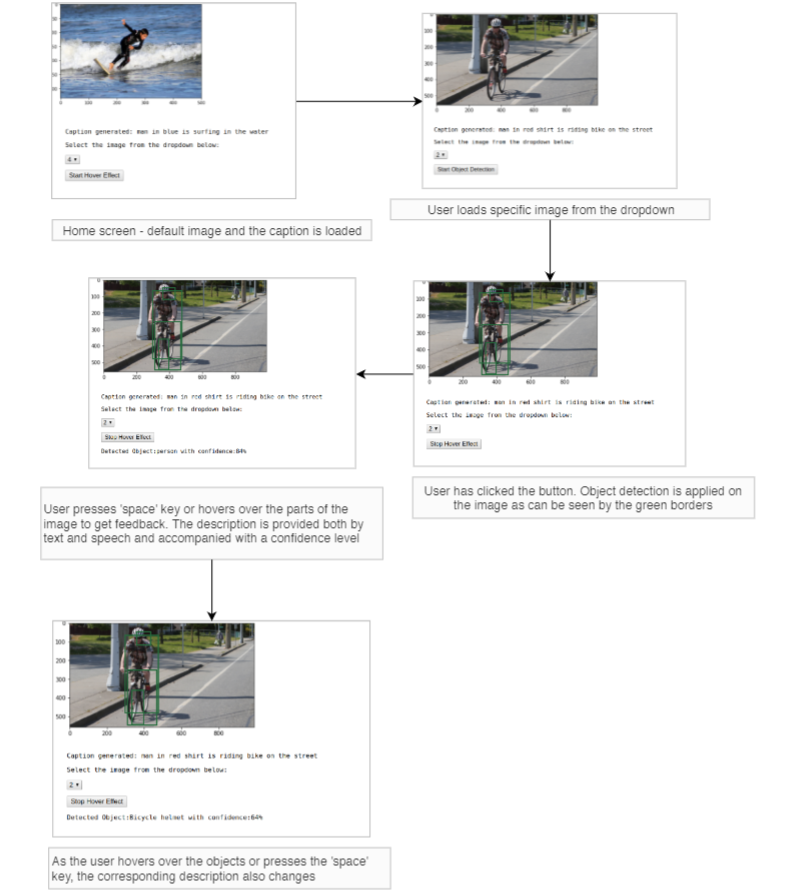 0 100 200 300 400 500
Caption generated: man in blue is surfing in the water
Select the image from the dropdown below:
4
Start Hover Effect
Home screen - default image and the caption is loaded
0
100
200
300
400
500
200 400 600 800
Caption generated: man in red shirt is riding bike on the street
Select the image from the dropdown below:
2
Start Object Detection
User loads specific image from the dropdown
0
100
200
300
400
500
0 200 400 600 800
Caption generated: man in red shirt is riding bike on the street
Select the image from the dropdown below:
2
Stop Hover Effect
User has clicked the button. Object detection is applied on
the image as can be seen by the green borders
0
100
200
300
400
500
0 200 400 600 800
Caption generated: man in red shirt is riding bike on the street
Select the image from the dropdown below:
2
Stop Hover Effect
Detected Object:person with confidence:84%
User presses 'space' key or hovers over the parts of the
image to get feedback. The description is provided both by
text and speech and accompanied with a confidence level
0
100
200
300
400
500
0 200 400 600 800
Caption generated: man in red shirt is riding bike on the street
Select the image from the dropdown below:
2
Stop Hover Effect
Detected Object:Bicycle helmet with confidence:64%
As the user hovers over the objects or presses the 'space'
key, the corresponding description also changes